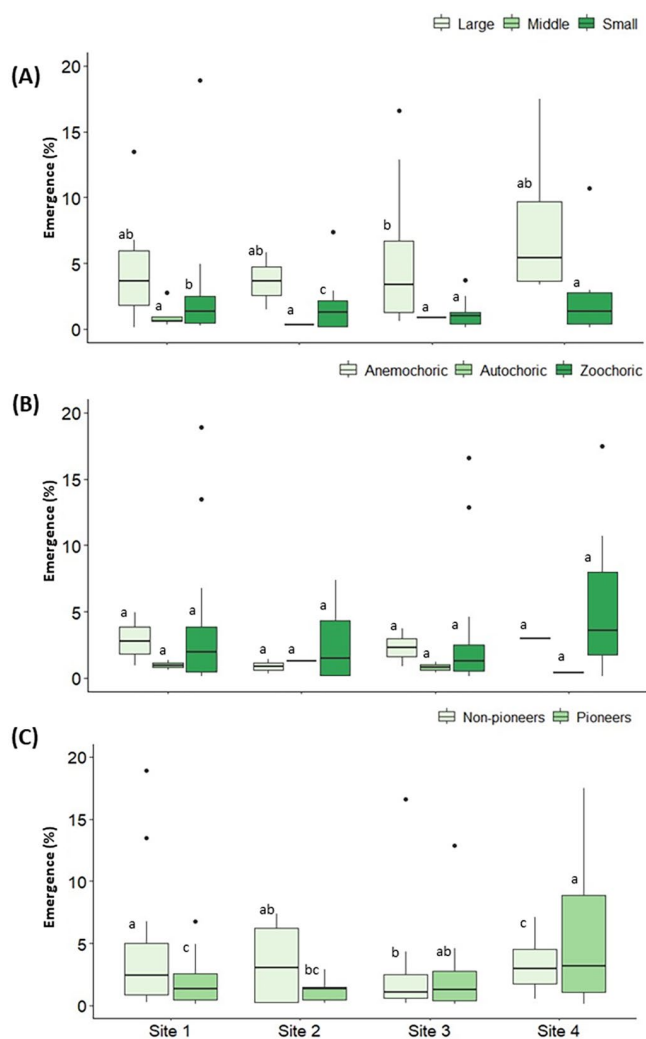 Large Middle Small
(A)
20
15
10
5
0
Emergence (%)
ab a b
ab a c
b a a
ab a
Anemochoric Autochoric Zoochoric
(B)
20
15
10
5
0
Emergence (%)
a a a
a a a
a a a
a a a
Non-pioneers Pioneers
(C)
20
15
10
5
0
Emergence (%)
a c
ab bc
b ab
c a
Site 1 Site 2 Site 3 Site 4